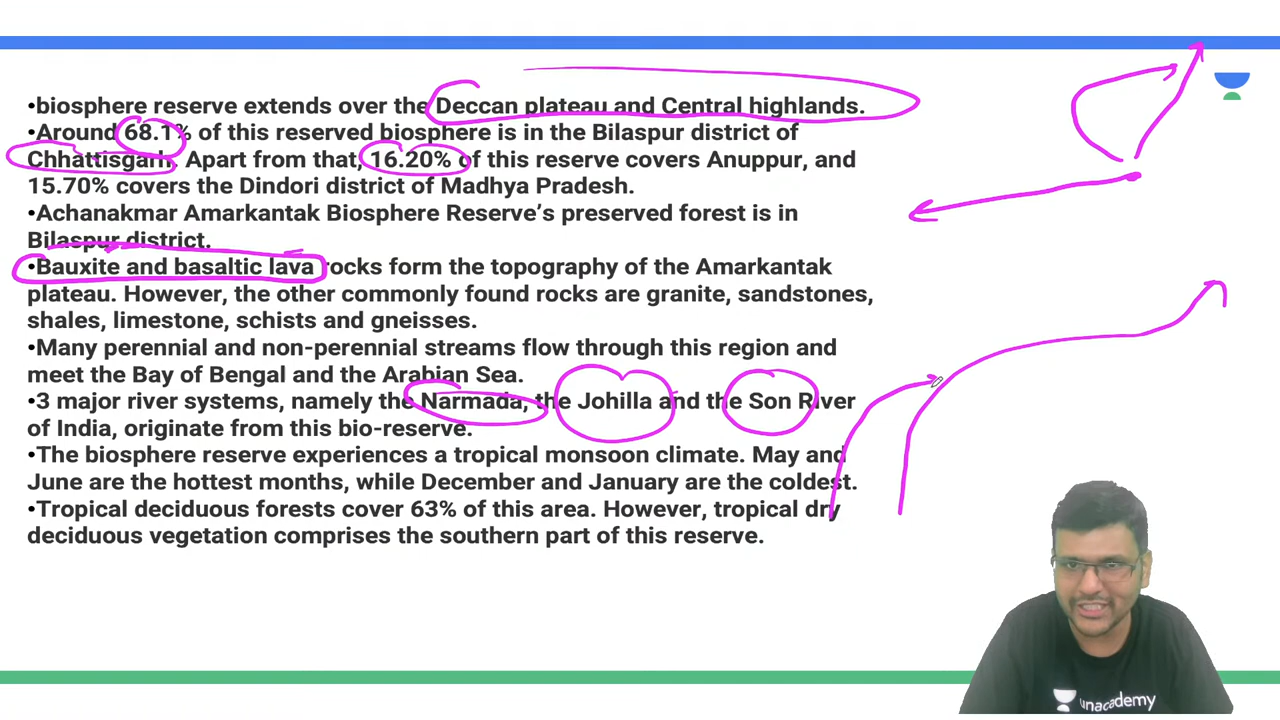 •biosphere reserve extends over the Deccan plateau and Central highlands.
•Around 68.1% of this reserved biosphere is in the Bilaspur district of
Chhattisgarh. Apart from that, 16.20% of this reserve covers Anuppur, and
15.70% covers the Dindori district of Madhya Pradesh.
•Achanakmar Amarkantak Biosphere Reserve’s preserved forest is in
Bilaspur district.
•Bauxite and basaltic lava rocks form the topography of the Amarkantak
plateau. However, the other commonly found rocks are granite, sandstones,
shales, limestone, schists and gneisses.
•Many perennial and non-perennial streams flow through this region and
meet the Bay of Bengal and the Arabian Sea.
•3 major river systems, namely the Narmada, the Johilla and the Son River
of India, originate from this bio-reserve.
•The biosphere reserve experiences a tropical monsoon climate. May and
June are the hottest months, while December and January are the coldest.
•Tropical deciduous forests cover 63% of this area. However, tropical dry
deciduous vegetation comprises the southern part of this reserve.
unacademy